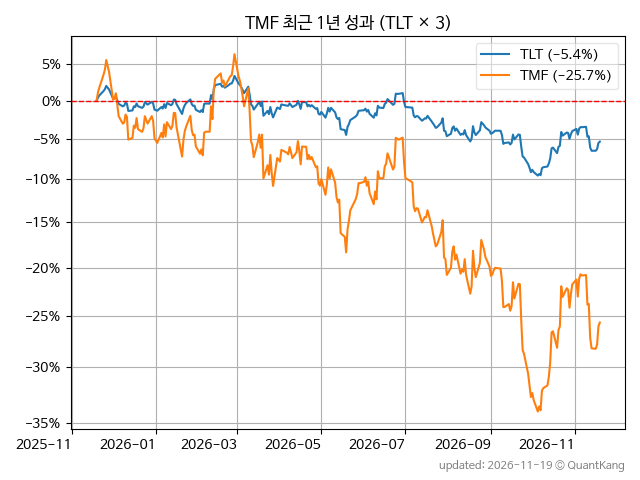 TMF 최근 1년 성과 (TLT × 3)
TLT (−5.4%)
TMF (−25.7%)
5%
0%
−5%
−10%
−15%
−20%
−25%
−30%
−35%
2025-11 2026-01 2026-03 2026-05 2026-07 2026-09 2026-11
updated: 2026-11-19 © QuantKang